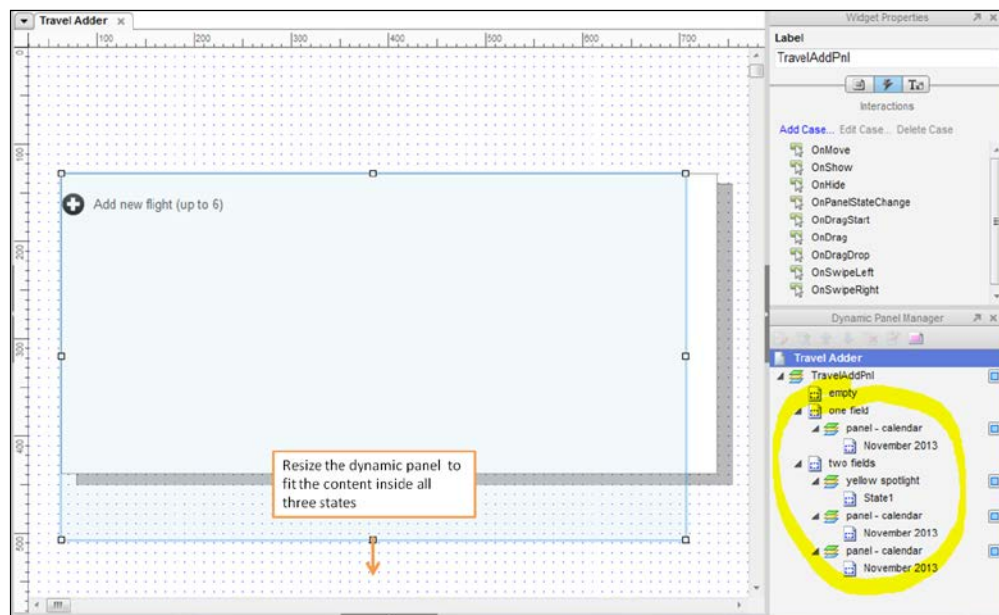 Travel Adder
Widget Properties
Label
TravelAddPnl
Interactions
Add Case... Edit Case... Delete Case
OnMove
OnShow
OnHide
OnPanelStateChange
OnDragStart
OnDrag
OnDragDrop
OnSwipeLeft
OnSwipeRight
100 200 300 400 500 600 700
0
100
200
300
400
500
Add new flight (up to 6)
Resize the dynamic panel to
fit the content inside all
three states
Dynamic Panel Manager
Travel Adder
TravelAddPnl
empty
one field
panel - calendar
November 2013
two fields
yellow spotlight
State1
panel - calendar
November 2013
panel - calendar
November 2013